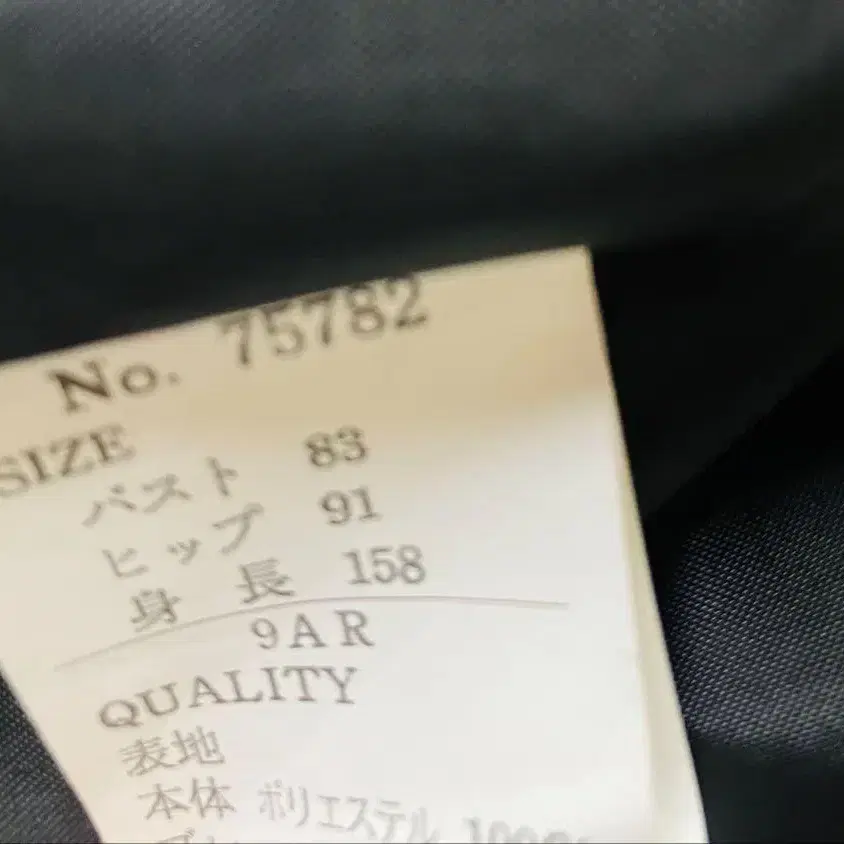 No. 75782
SIZE
バスト 83
ヒップ 91
身長 158
9AR
QUALITY
表地
本体 ポリエステル